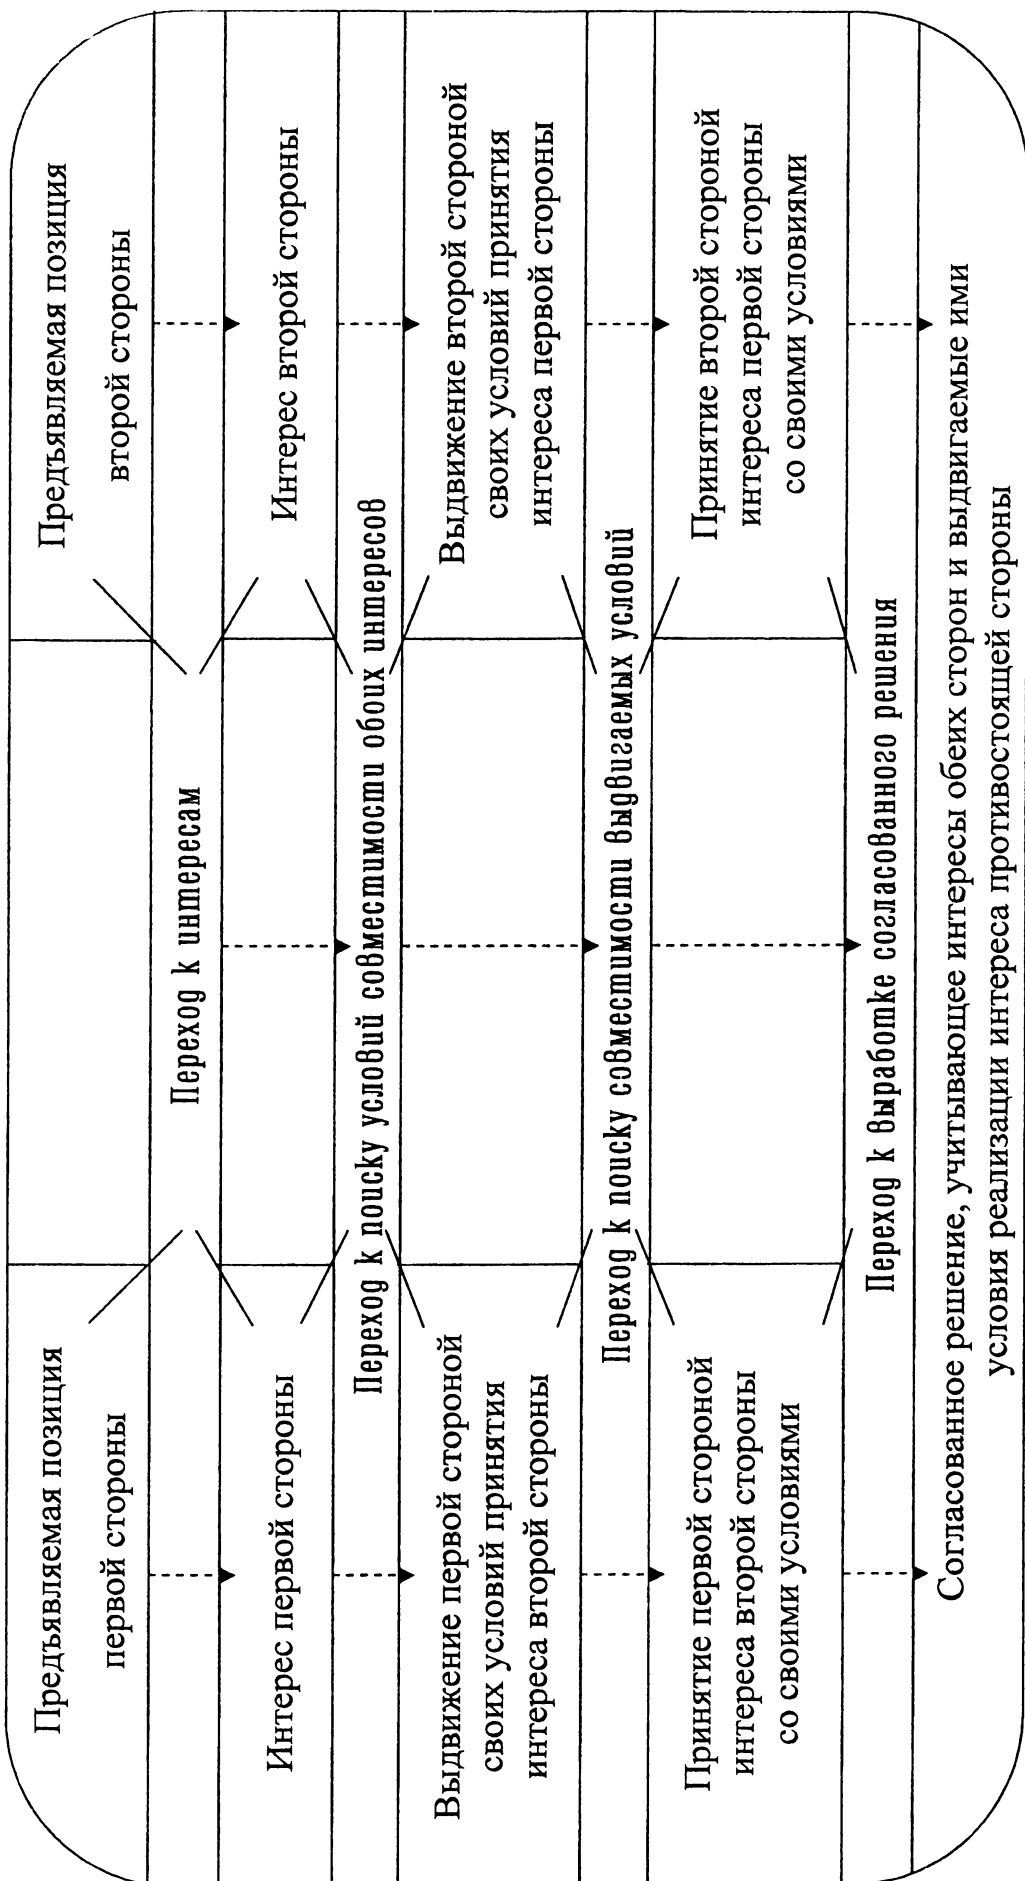 Предъявляемая позиция
первой стороны
Предъявляемая позиция
второй стороны
Переход к интересам
Интерес первой стороны
Интерес второй стороны
Переход к поиску условий совместимости обоих интересов
Выдвижение первой стороной
своих условий принятия
интереса второй стороны
Выдвижение второй стороной
своих условий принятия
интереса первой стороны
Переход к поиску совместимости выдвигаемых условий
Принятие первой стороной
интереса второй стороны
со своими условиями
Принятие второй стороной
интереса первой стороны
со своими условиями
Переход к выработке согласованного решения
Согласованное решение, учитывающее интересы обеих сторон и выдвигаемые ими
условия реализации интереса противостоящей стороны